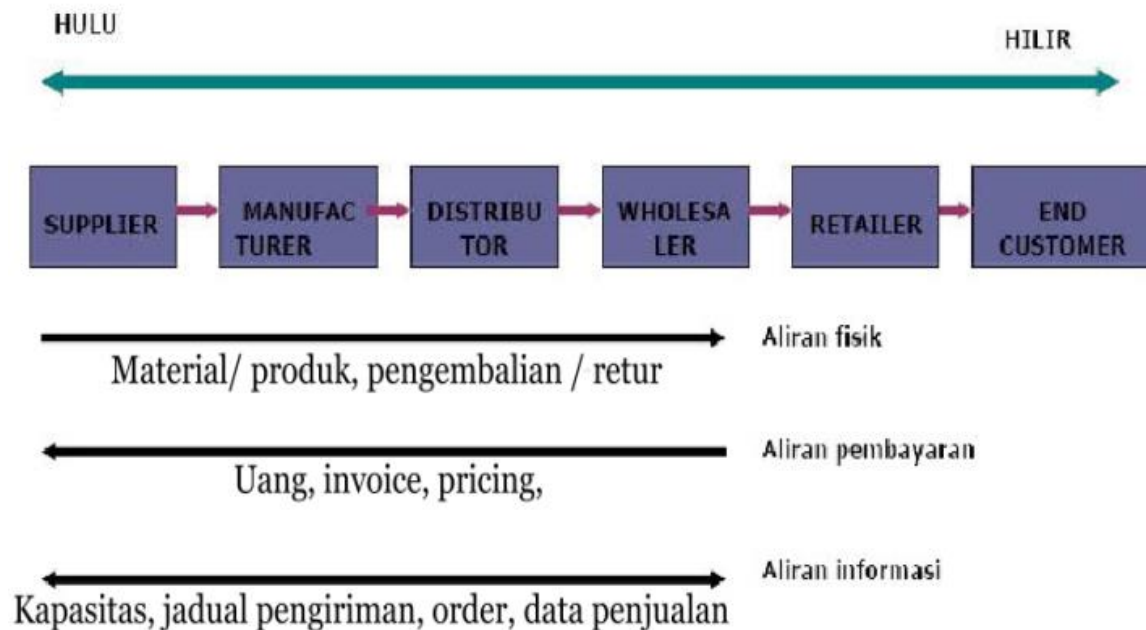 HULU
HILIR
SUPPLIER
MANUFAC
TURER
DISTRIBU
TOR
WHOLESA
LER
RETAILER
END
CUSTOMER
Aliran fisik
Material/ produk, pengembalian / retur
Aliran pembayaran
Uang, invoice, pricing,
Aliran informasi
Kapasitas, jadual pengiriman, order, data penjualan